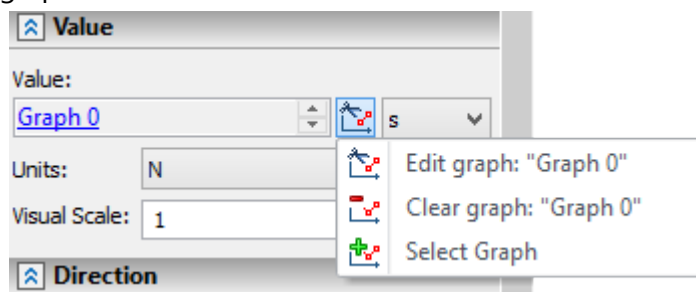 Value
Value:
Graph 0
s
Edit graph: "Graph 0"
Units:
N
Clear graph: "Graph 0"
Visual Scale:
1
Select Graph
Direction